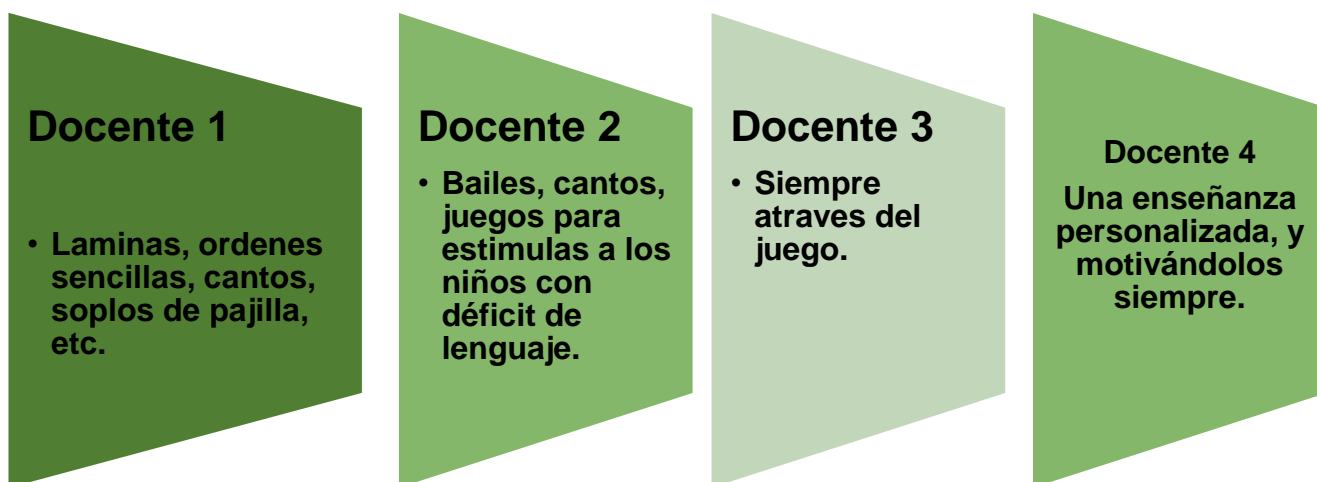 Docente 1
• Laminas, ordenes
sencillas, cantos,
soplos de pajilla,
etc.
Docente 2
• Bailes, cantos,
juegos para
estimulas a los
niños con
déficit de
lenguaje.
Docente 3
• Siempre
atraves del
juego.
Docente 4
Una enseñanza
personalizada, y
motivándolos
siempre.